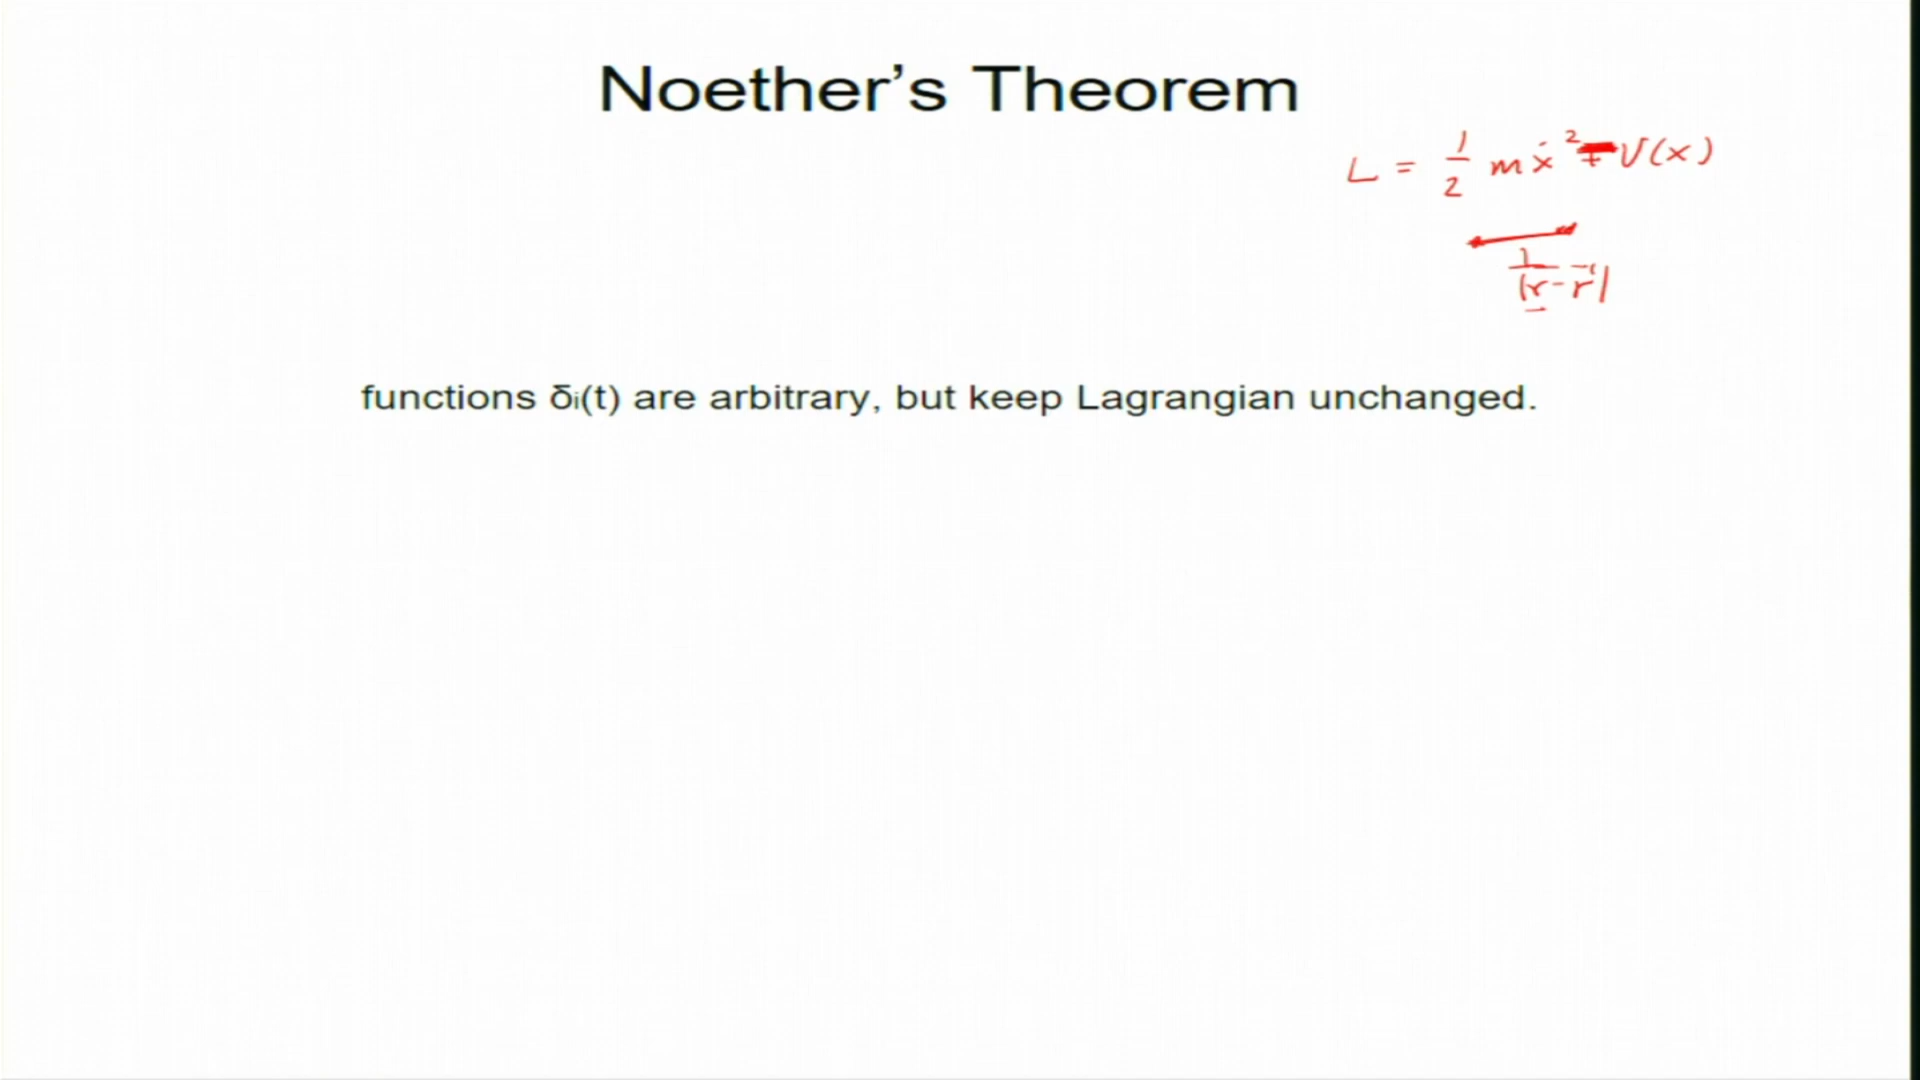 Noether’s Theorem
L = 1/2 mẋ² - V(x)
1/|r - r'|
functions δi(t) are arbitrary, but keep Lagrangian unchanged.